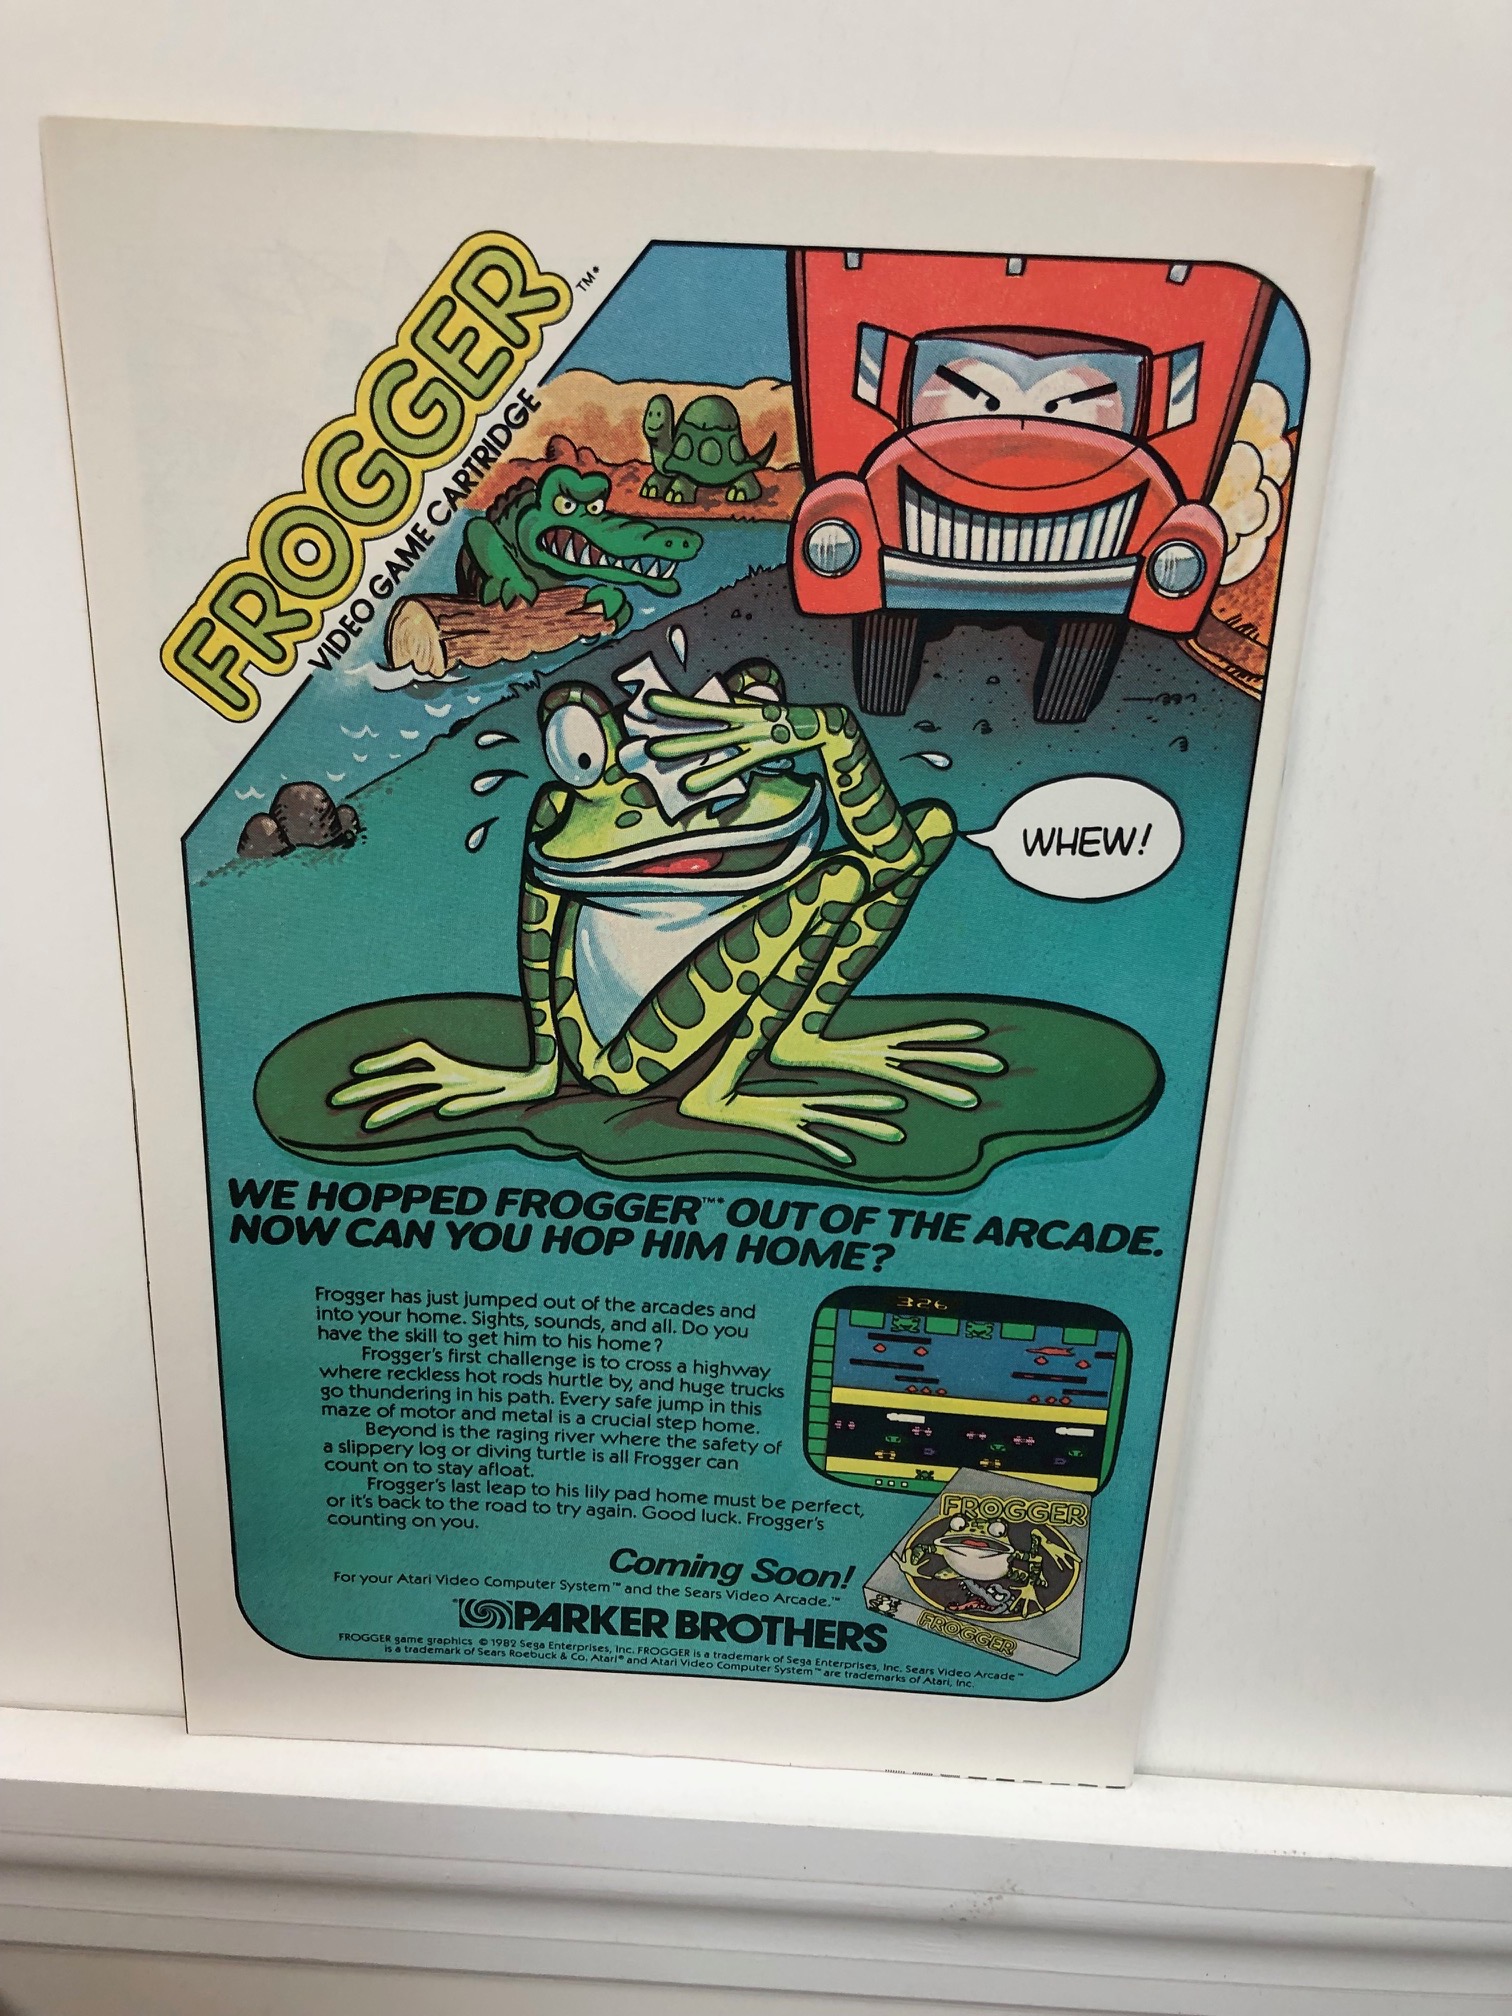 FROGGER™*
VIDEO GAME CARTRIDGE
WHEW!
WE HOPPED FROGGER™* OUT OF THE ARCADE.
NOW CAN YOU HOP HIM HOME?
Frogger has just jumped out of the arcades and
into your home. Sights, sounds, and all. Do you
have the skill to get him to his home?
Frogger's first challenge is to cross a highway
where reckless hot rods hurtle by, and huge trucks
go thundering in his path. Every safe jump in this
maze of motor and metal is a crucial step home.
Beyond is the raging river where the safety of
a slippery log or diving turtle is all Frogger can
count on to stay afloat.
Frogger's last leap to his lily pad home must be perfect,
or it's back to the road to try again. Good luck. Frogger's
counting on you.
326
FROGGER
FROGGER
Coming Soon!
For your Atari Video Computer System™ and the Sears Video Arcade.™
PARKER BROTHERS
FROGGER game graphics © 1982 Sega Enterprises, Inc. FROGGER is a trademark of Sega Enterprises, Inc. Sears Video Arcade™
is a trademark of Sears Roebuck & Co. Atari® and Atari Video Computer System™ are trademarks of Atari, Inc.